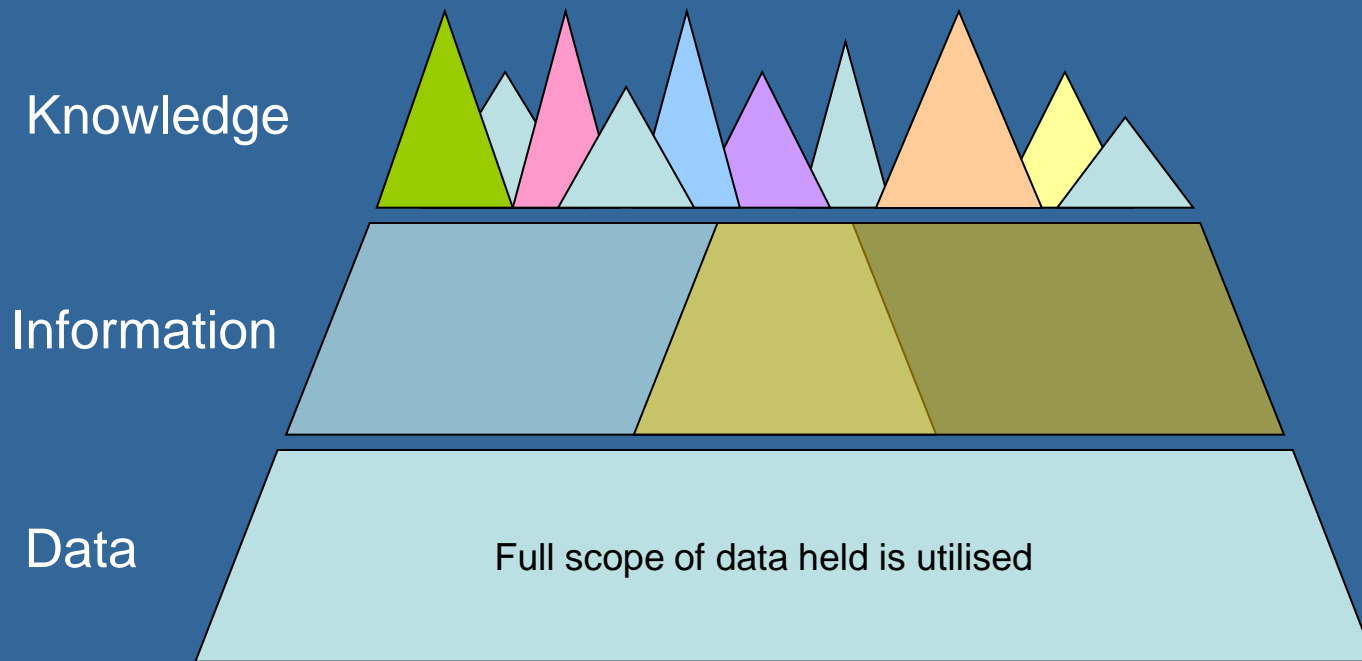 Knowledge
Information
Data
Full scope of data held is utilised